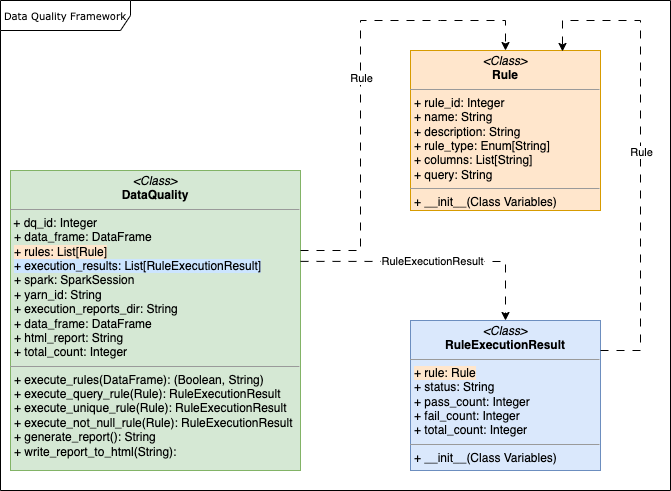 Data Quality Framework
<Class>
Rule
+ rule_id: Integer
+ name: String
+ description: String
+ rule_type: Enum[String]
+ columns: List[String]
+ query: String
+ __init__(Class Variables)
Rule
Rule
<Class>
DataQuality
+ dq_id: Integer
+ data_frame: DataFrame
+ rules: List[Rule]
+ execution_results: List[RuleExecutionResult]
+ spark: SparkSession
+ yarn_id: String
+ execution_reports_dir: String
+ data_frame: DataFrame
+ html_report: String
+ total_count: Integer
+ execute_rules(DataFrame): (Boolean, String)
+ execute_query_rule(Rule): RuleExecutionResult
+ execute_unique_rule(Rule): RuleExecutionResult
+ execute_not_null_rule(Rule): RuleExecutionResult
+ generate_report(): String
+ write_report_to_html(String):
RuleExecutionResult
<Class>
RuleExecutionResult
+ rule: Rule
+ status: String
+ pass_count: Integer
+ fail_count: Integer
+ total_count: Integer
+ __init__(Class Variables)